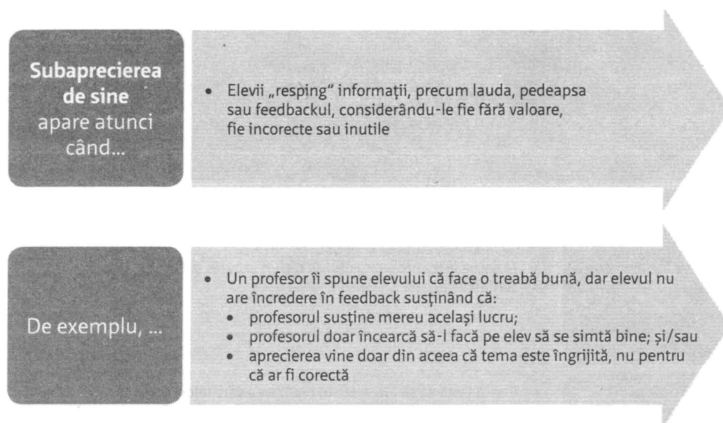 Subaprecierea
de sine
apare atunci
când...
• Elevii „resping“ informații, precum lauda, pedeapsa
sau feedbackul, considerându-le fie fără valoare,
fie incorecte sau inutile
De exemplu, ...
• Un profesor îi spune elevului că face o treabă bună, dar elevul nu
are încredere în feedback susținând că:
• profesorul susține mereu același lucru;
• profesorul doar încearcă să-l facă pe elev să se simtă bine; și/sau
• aprecierea vine doar din aceea că tema este îngrijită, nu pentru
că ar fi corectă